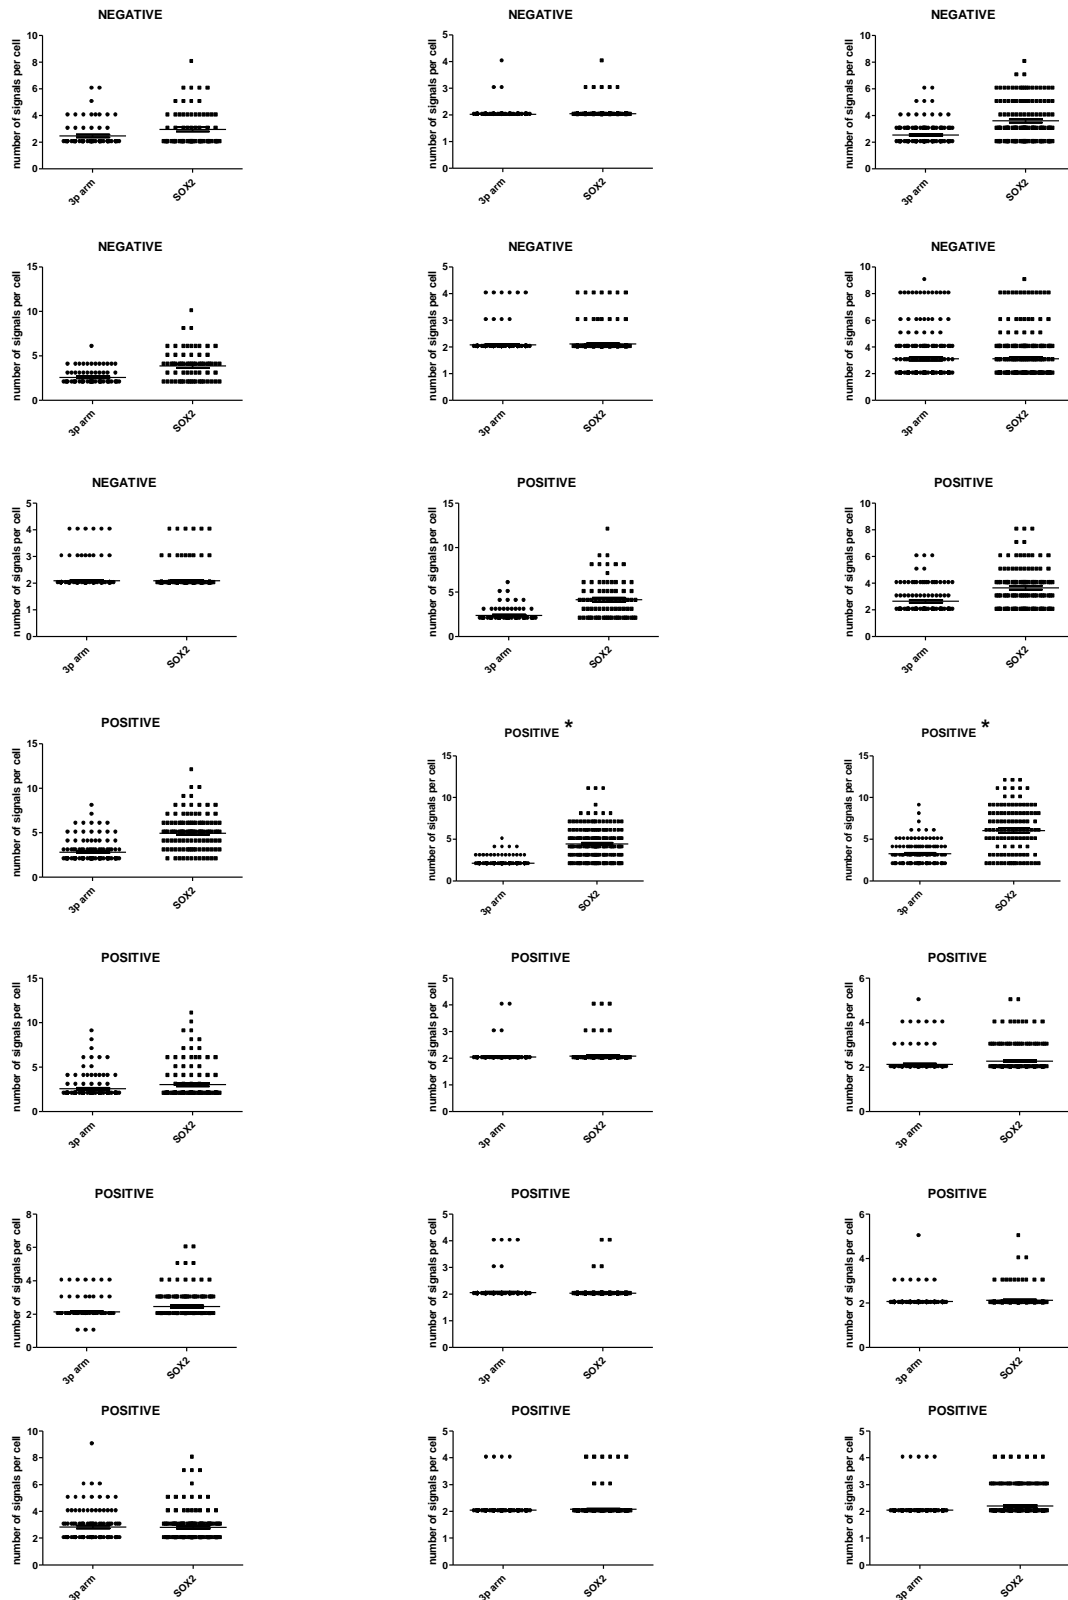 NEGATIVE
number of signals per cell
10
8
6
4
2
0
3p arm
SOX2
NEGATIVE
number of signals per cell
5
4
3
2
1
0
3p arm
SOX2
NEGATIVE
number of signals per cell
10
8
6
4
2
0
3p arm
SOX2
NEGATIVE
number of signals per cell
15
10
5
0
3p arm
SOX2
NEGATIVE
number of signals per cell
5
4
3
2
1
0
3p arm
SOX2
NEGATIVE
number of signals per cell
10
8
6
4
2
0
3p arm
SOX2
NEGATIVE
number of signals per cell
5
4
3
2
1
0
3p arm
SOX2
POSITIVE
number of signals per cell
15
10
5
0
3p arm
SOX2
POSITIVE
number of signals per cell
10
8
6
4
2
0
3p arm
SOX2
POSITIVE
number of signals per cell
15
10
5
0
3p arm
SOX2
POSITIVE *
number of signals per cell
15
10
5
0
3p arm
SOX2
POSITIVE *
number of signals per cell
15
10
5
0
3p arm
SOX2
POSITIVE
number of signals per cell
15
10
5
0
3p arm
SOX2
POSITIVE
number of signals per cell
5
4
3
2
1
0
3p arm
SOX2
POSITIVE
number of signals per cell
6
4
2
0
3p arm
SOX2
POSITIVE
number of signals per cell
8
6
4
2
0
3p arm
SOX2
POSITIVE
number of signals per cell
5
4
3
2
1
0
3p arm
SOX2
POSITIVE
number of signals per cell
6
4
2
0
3p arm
SOX2
POSITIVE
number of signals per cell
10
8
6
4
2
0
3p arm
SOX2
POSITIVE
number of signals per cell
5
4
3
2
1
0
3p arm
SOX2
POSITIVE
number of signals per cell
5
4
3
2
1
0
3p arm
SOX2